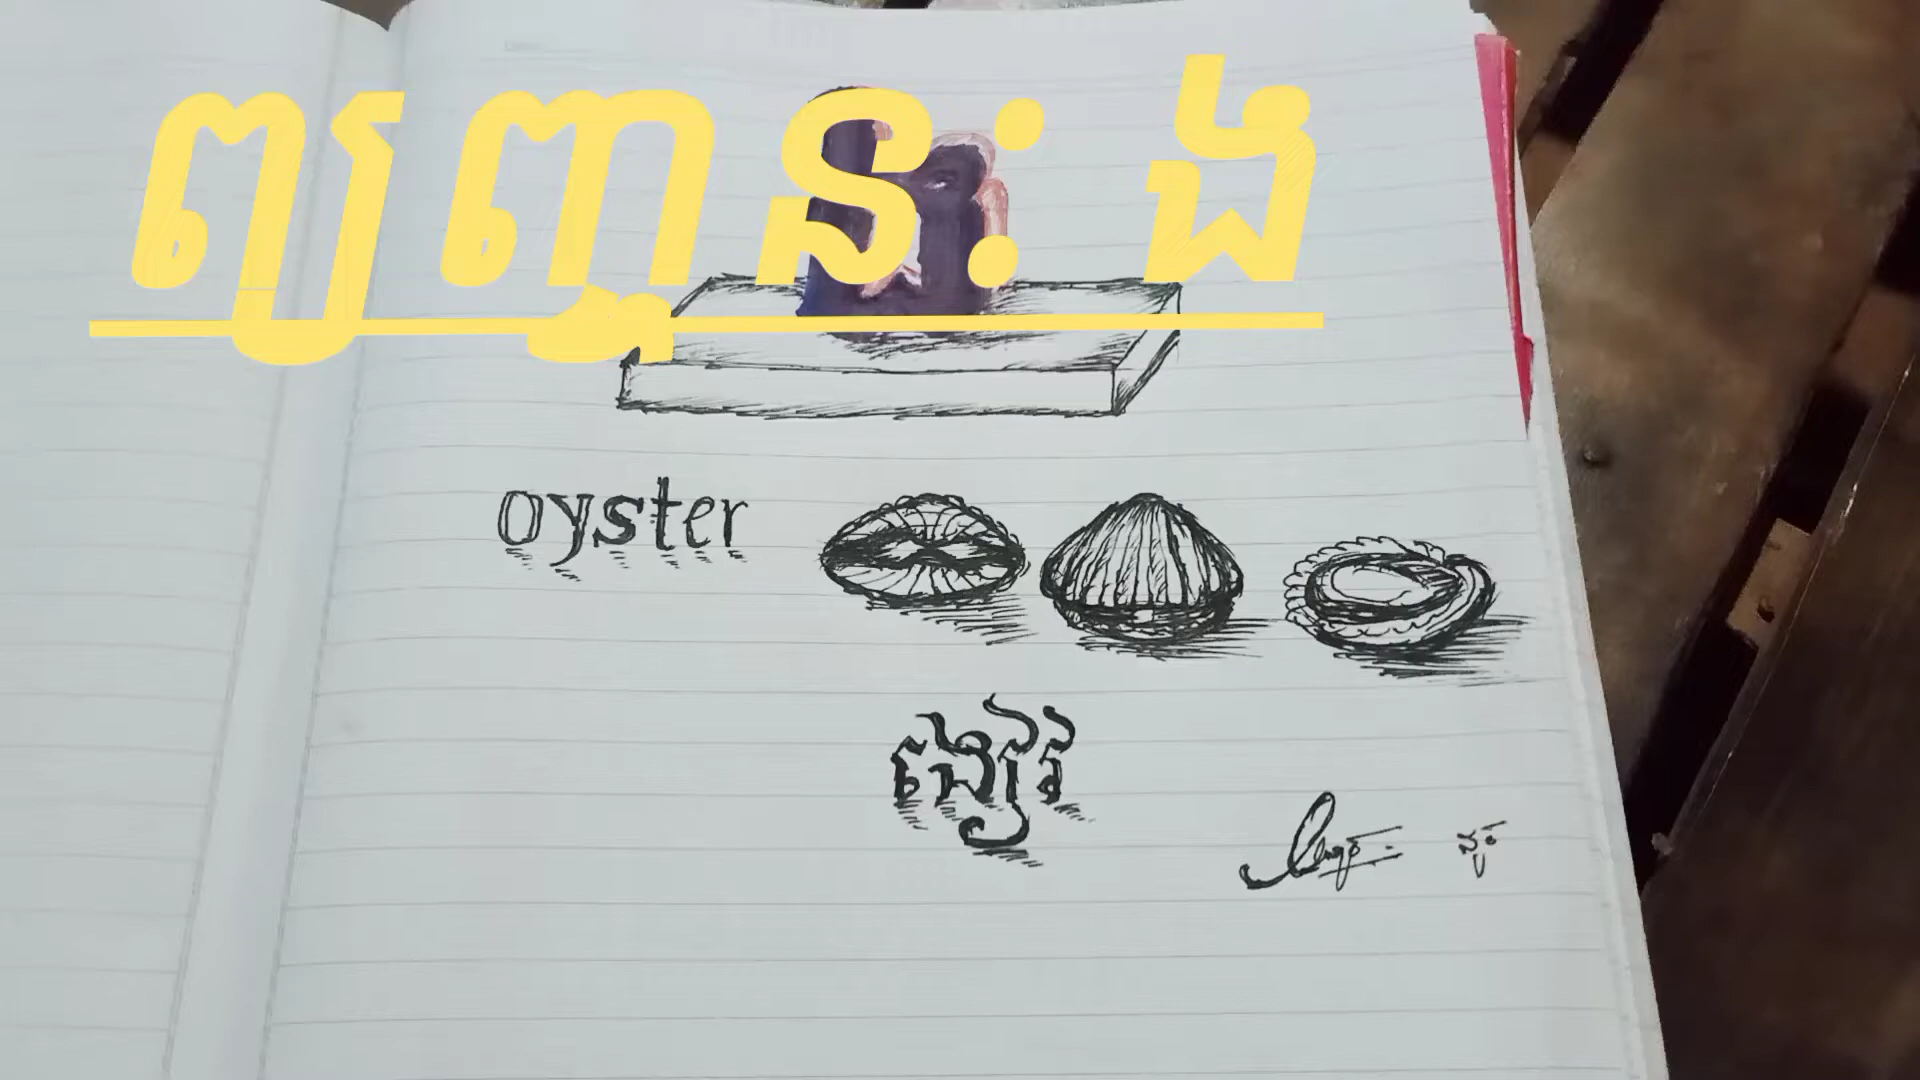 ព្យញ្ជនៈ ង
oyster
ងៀវ